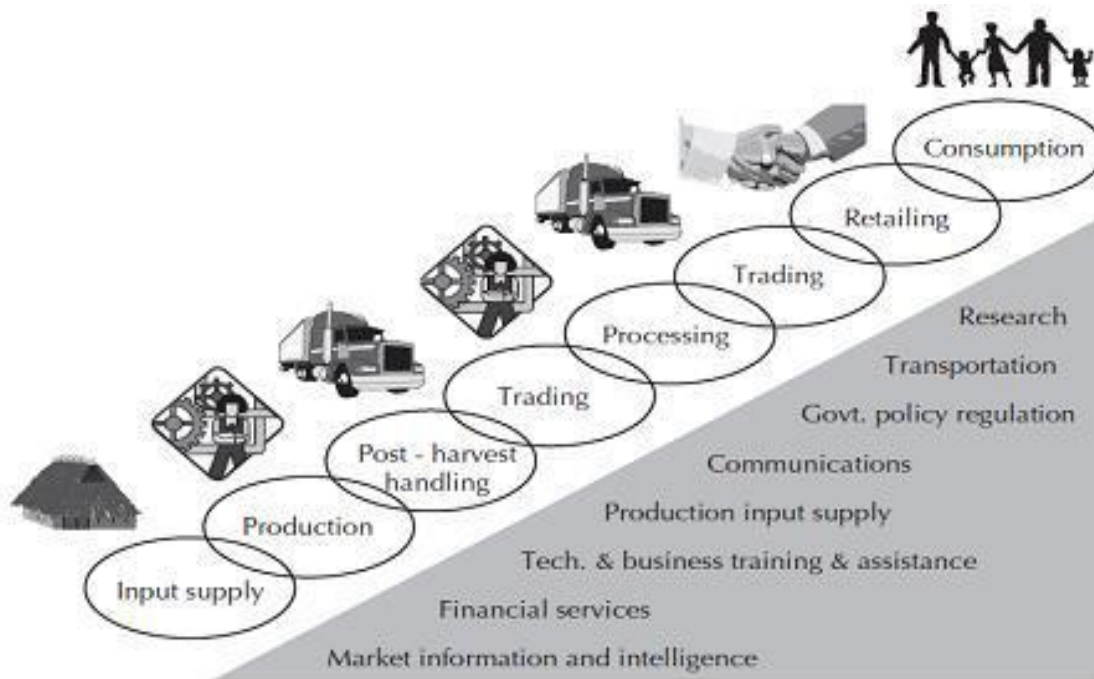 Consumption
Retailing
Trading
Processing
Trading
Post - harvest
handling
Production
Input supply
Research
Transportation
Govt. policy regulation
Communications
Production input supply
Tech. & business training & assistance
Financial services
Market information and intelligence